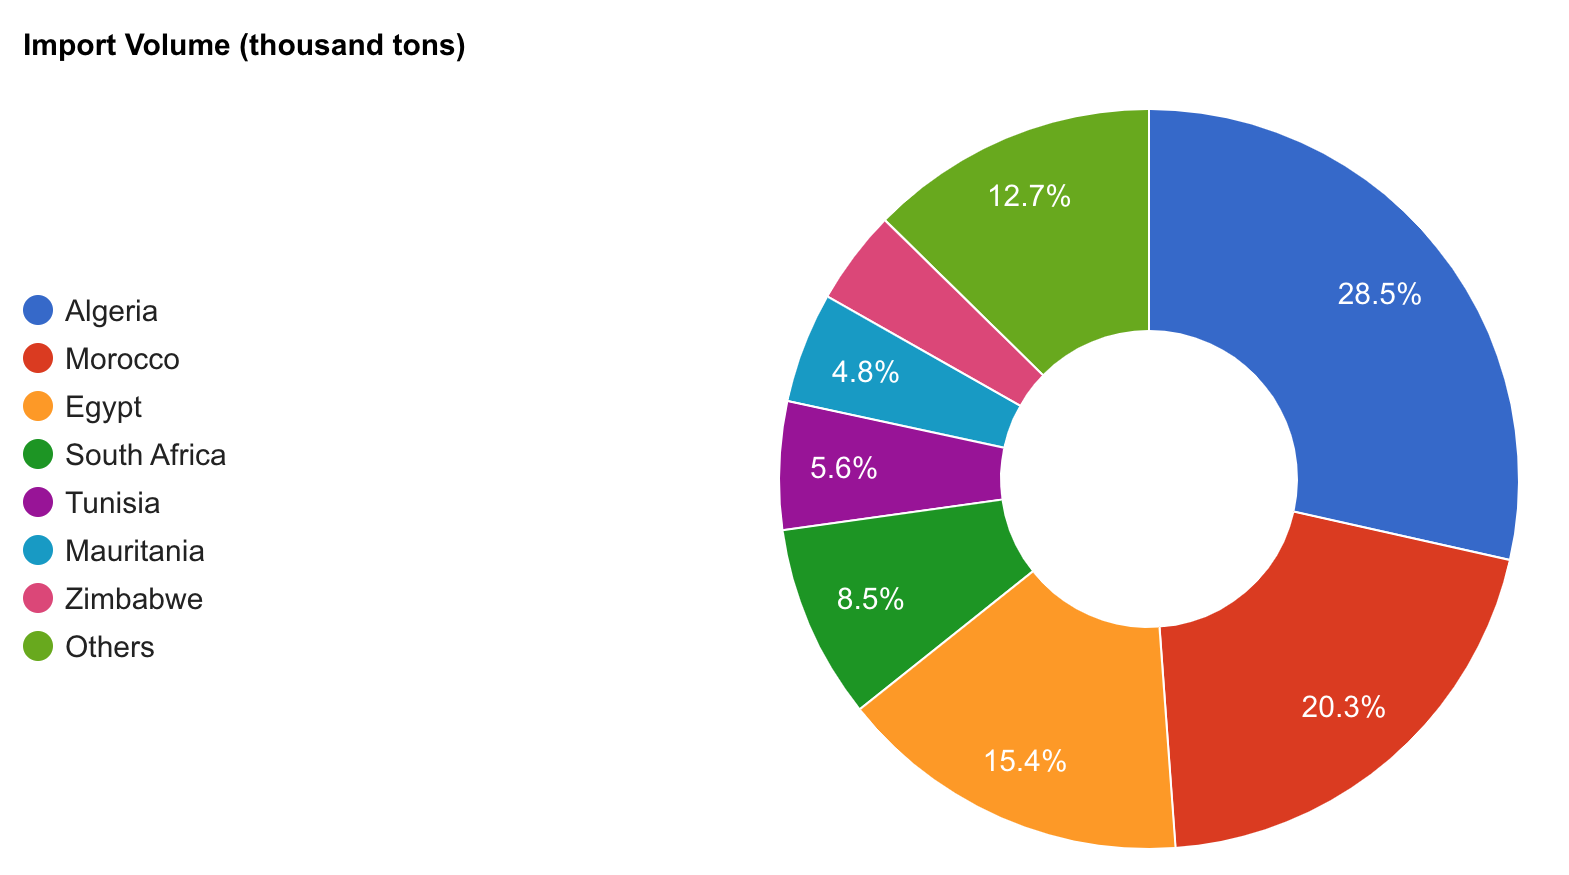 Import Volume (thousand tons)
Algeria
Morocco
Egypt
South Africa
Tunisia
Mauritania
Zimbabwe
Others
12.7%
28.5%
4.8%
5.6%
8.5%
20.3%
15.4%